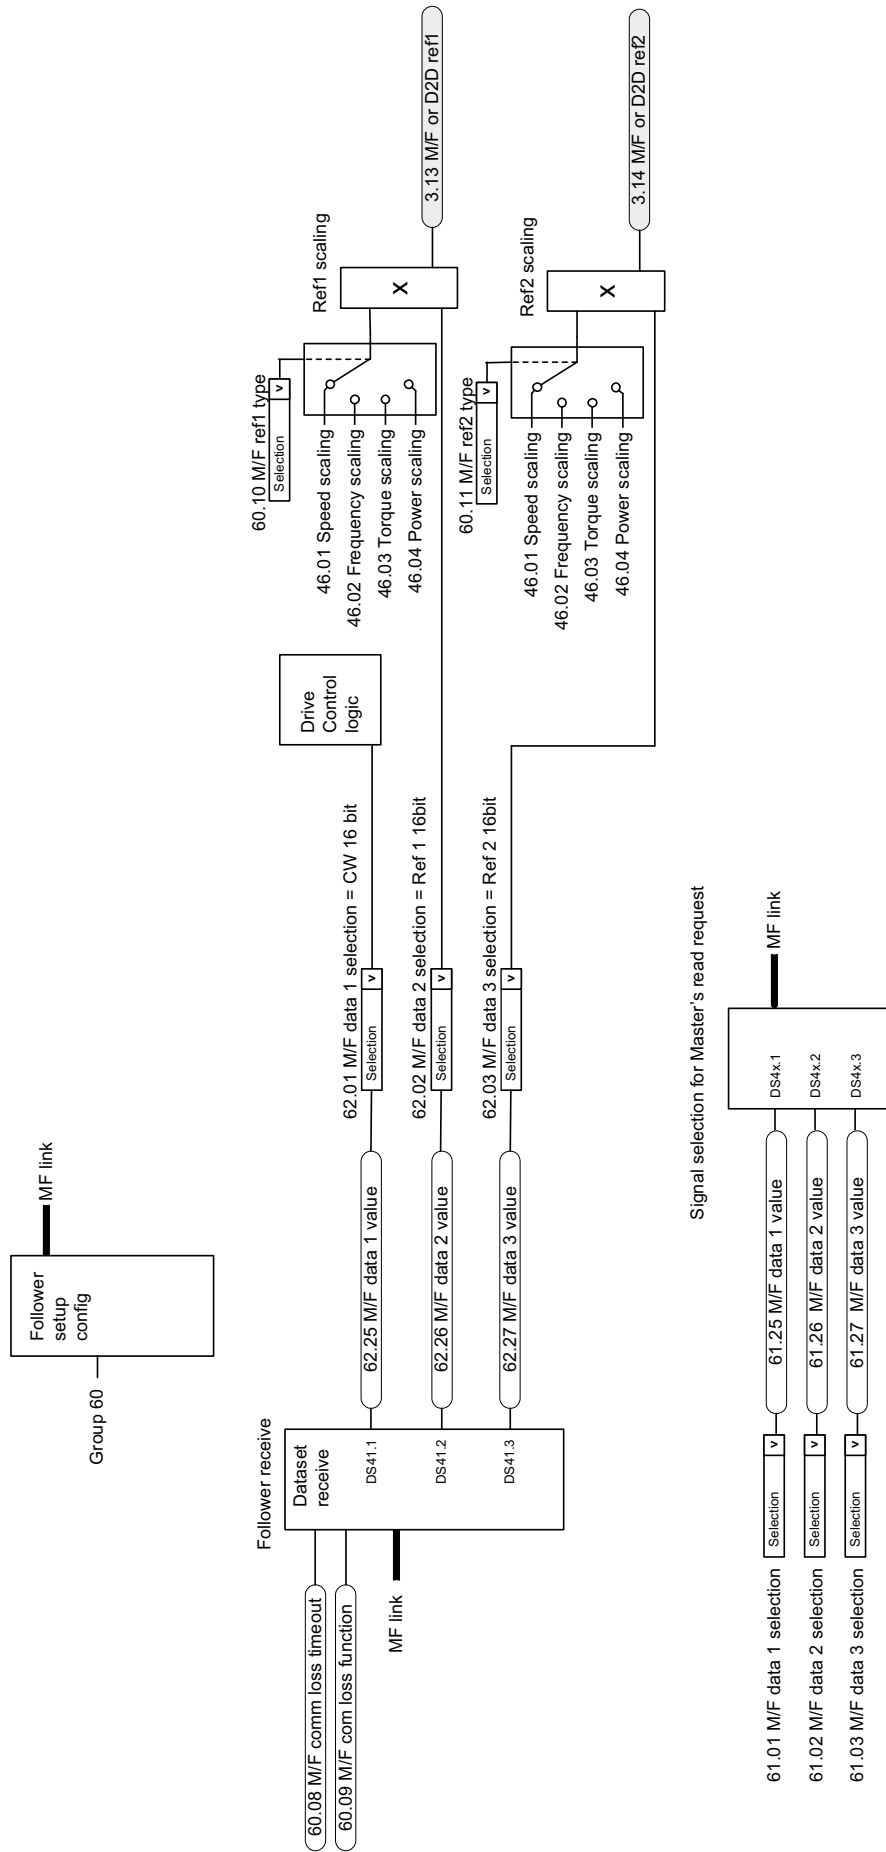 Group 60
Follower
setup
config
MF link
Follower receive
60.08 M/F comm loss timeout
60.09 M/F com loss function
MF link
Dataset
receive
DS41.1
DS41.2
DS41.3
62.25 M/F data 1 value
62.26 M/F data 2 value
62.27 M/F data 3 value
62.01 M/F data 1 selection = CW 16 bit
Selection
v
62.02 M/F data 2 selection = Ref 1 16bit
Selection
v
62.03 M/F data 3 selection = Ref 2 16bit
Selection
v
Drive
Control
logic
60.10 M/F ref1 type
Selection
v
46.01 Speed scaling
46.02 Frequency scaling
46.03 Torque scaling
46.04 Power scaling
Ref1 scaling
X
3.13 M/F or D2D ref1
60.11 M/F ref2 type
Selection
v
46.01 Speed scaling
46.02 Frequency scaling
46.03 Torque scaling
46.04 Power scaling
Ref2 scaling
X
3.14 M/F or D2D ref2
Signal selection for Master's read request
61.01 M/F data 1 selection
Selection
v
61.25 M/F data 1 value
DS4x.1
MF link
61.02 M/F data 2 selection
Selection
v
61.26 M/F data 2 value
DS4x.2
61.03 M/F data 3 selection
Selection
v
61.27 M/F data 3 value
DS4x.3